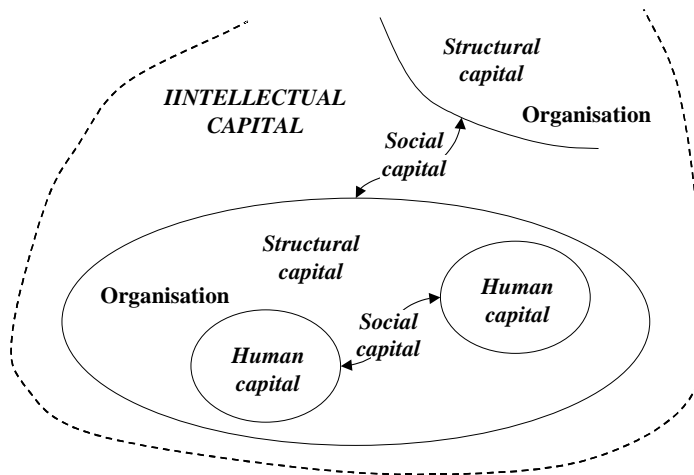 Structural
capital
IINTELLECTUAL
CAPITAL
Organisation
Social
capital
Structural
capital
Organisation
Human
capital
Social
capital
Human
capital